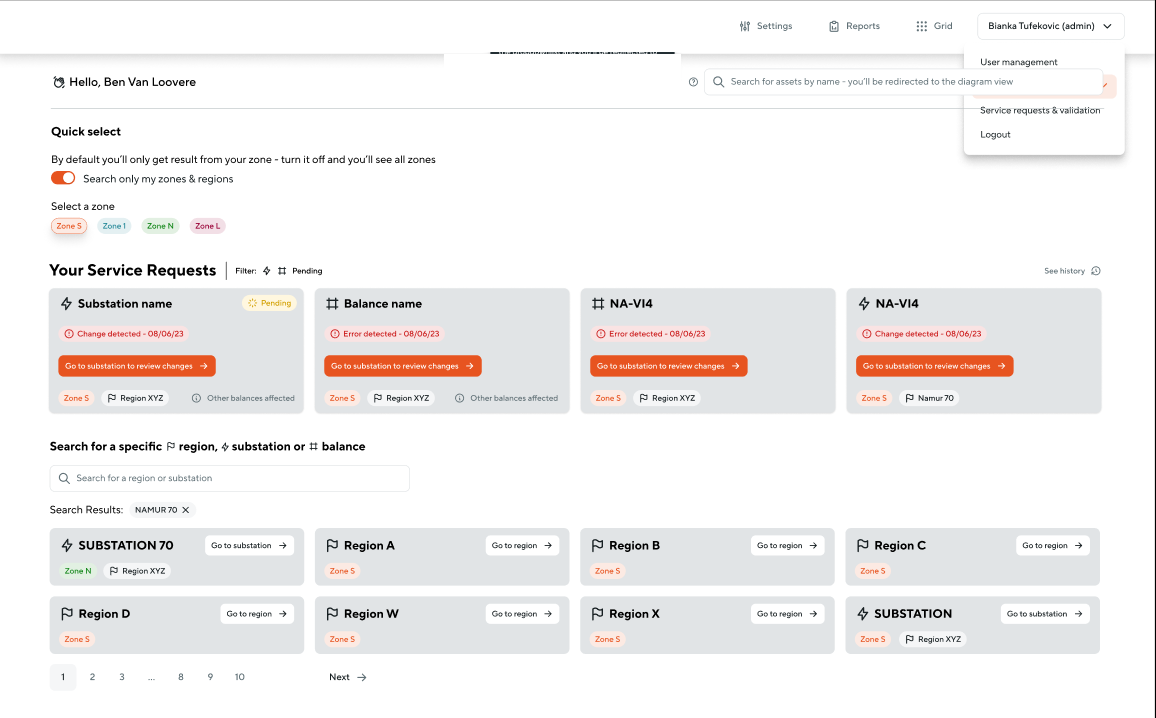 Settings
Reports
Grid
Bianka Tufekovic (admin)
User management
Service requests & validation
Logout
Hello, Ben Van Loovere
Search for assets by name - you'll be redirected to the diagram view
Quick select
By default you'll only get result from your zone - turn it off and you'll see all zones
Search only my zones & regions
Select a zone
Zone S
Zone 1
Zone N
Zone L
Your Service Requests
Filter:
Pending
See history
Substation name
Pending
Change detected - 08/06/23
Go to substation to review changes
Zone S
Region XYZ
Other balances affected
Balance name
Error detected - 08/06/23
Go to substation to review changes
Zone S
Region XYZ
Other balances affected
NA-VI4
Error detected - 08/06/23
Go to substation to review changes
Zone S
Region XYZ
NA-VI4
Change detected - 08/06/23
Go to substation to review changes
Zone S
Namur 70
Search for a specific region, substation or balance
Search for a region or substation
Search Results:
NAMUR 70
SUBSTATION 70
Go to substation
Zone N
Region XYZ
Region A
Go to region
Zone S
Region B
Go to region
Zone S
Region C
Go to region
Zone S
Region D
Go to region
Zone S
Region W
Go to region
Zone S
Region X
Go to region
Zone S
SUBSTATION
Go to substation
Zone S
Region XYZ
1
2
3
...
8
9
10
Next